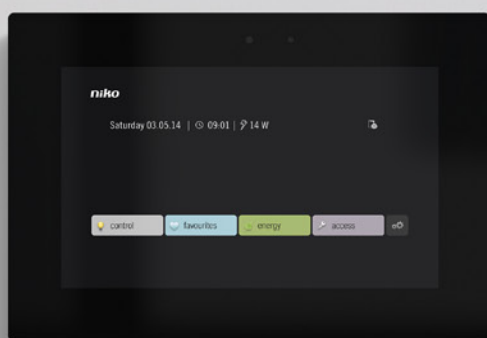 niko
Saturday 03.05.14 | 09:01 | 14 W
control favourites energy access